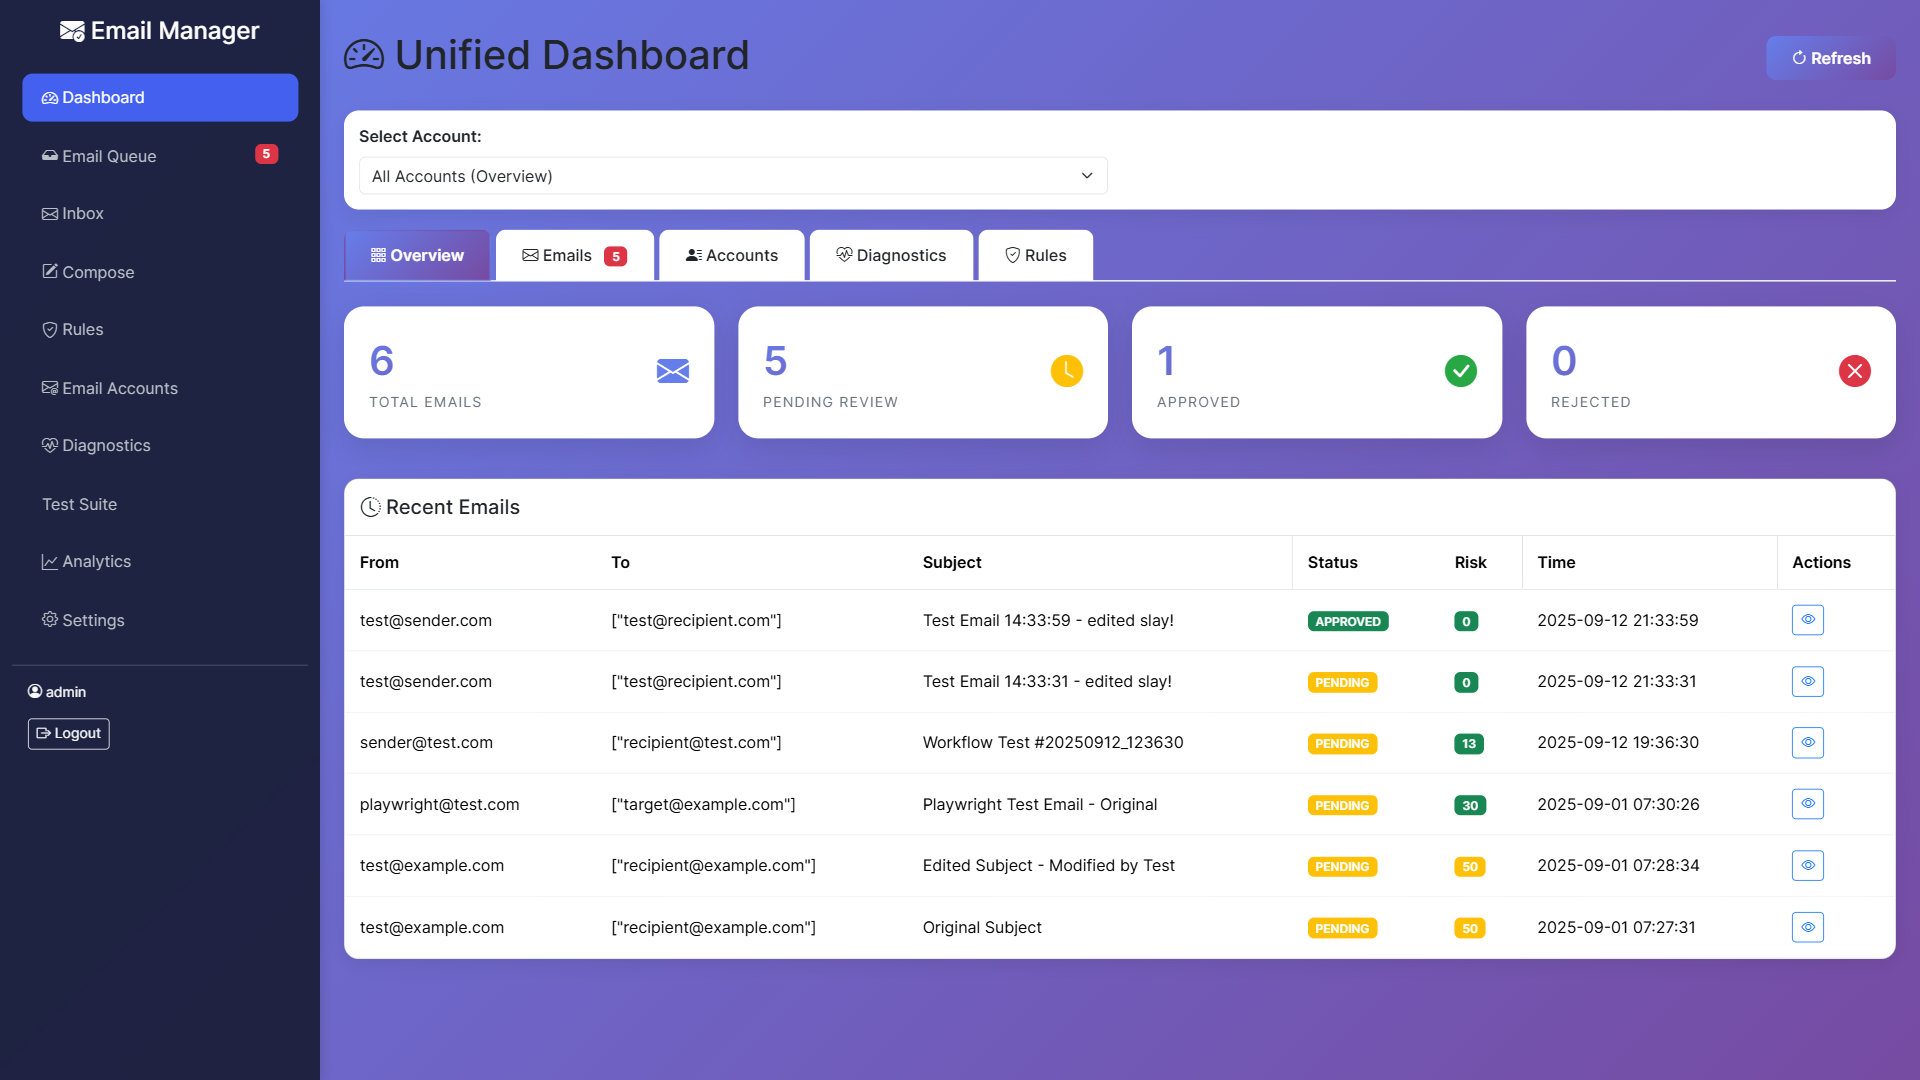 Email Manager
Dashboard
Email Queue 5
Inbox
Compose
Rules
Email Accounts
Diagnostics
Test Suite
Analytics
Settings
admin
Logout
Unified Dashboard
Refresh
Select Account:
All Accounts (Overview)
Overview
Emails 5
Accounts
Diagnostics
Rules
6
TOTAL EMAILS
5
PENDING REVIEW
1
APPROVED
0
REJECTED
Recent Emails
From To Subject Status Risk Time Actions
test@sender.com ["test@recipient.com"] Test Email 14:33:59 - edited slay! APPROVED 0 2025-09-12 21:33:59
test@sender.com ["test@recipient.com"] Test Email 14:33:31 - edited slay! PENDING 0 2025-09-12 21:33:31
sender@test.com ["recipient@test.com"] Workflow Test #20250912_123630 PENDING 13 2025-09-12 19:36:30
playwright@test.com ["target@example.com"] Playwright Test Email - Original PENDING 30 2025-09-01 07:30:26
test@example.com ["recipient@example.com"] Edited Subject - Modified by Test PENDING 50 2025-09-01 07:28:34
test@example.com ["recipient@example.com"] Original Subject PENDING 50 2025-09-01 07:27:31